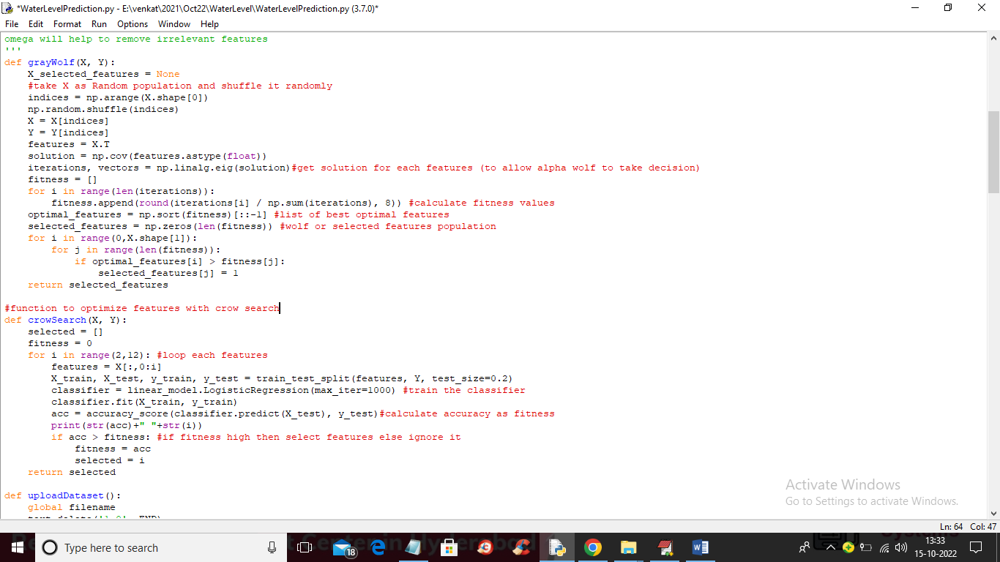 *WaterLevelPrediction.py - E:\venkat\2021\Oct22\WaterLevel\WaterLevelPrediction.py (3.7.0)*
File Edit Format Run Options Window Help
omega will help to remove irrelevant features
'''
def grayWolf(X, Y):
    X_selected_features = None
    #take X as Random population and shuffle it randomly
    indices = np.arange(X.shape[0])
    np.random.shuffle(indices)
    X = X[indices]
    Y = Y[indices]
    features = X.T
    solution = np.cov(features.astype(float))
    iterations, vectors = np.linalg.eig(solution)#get solution for each features (to allow alpha wolf to take decision)
    fitness = []
    for i in range(len(iterations)):
        fitness.append(round(iterations[i] / np.sum(iterations), 8)) #calculate fitness values
    optimal_features = np.sort(fitness)[::-1] #list of best optimal features
    selected_features = np.zeros(len(fitness)) #wolf or selected features population
    for i in range(0,X.shape[1]):
        for j in range(len(fitness)):
            if optimal_features[i] > fitness[j]:
                selected_features[j] = 1
    return selected_features
#function to optimize features with crow search
def crowSearch(X, Y):
    selected = []
    fitness = 0
    for i in range(2,12): #loop each features
        features = X[:,0:i]
        X_train, X_test, y_train, y_test = train_test_split(features, Y, test_size=0.2)
        classifier = linear_model.LogisticRegression(max_iter=1000) #train the classifier
        classifier.fit(X_train, y_train)
        acc = accuracy_score(classifier.predict(X_test), y_test)#calculate accuracy as fitness
        print(str(acc)+" "+str(i))
        if acc > fitness: #if fitness high then select features else ignore it
            fitness = acc
            selected = i
    return selected
def uploadDataset():
    global filename
Activate Windows
Go to Settings to activate Windows.
Ln: 64 Col: 47
Type here to search
18
13:33
15-10-2022